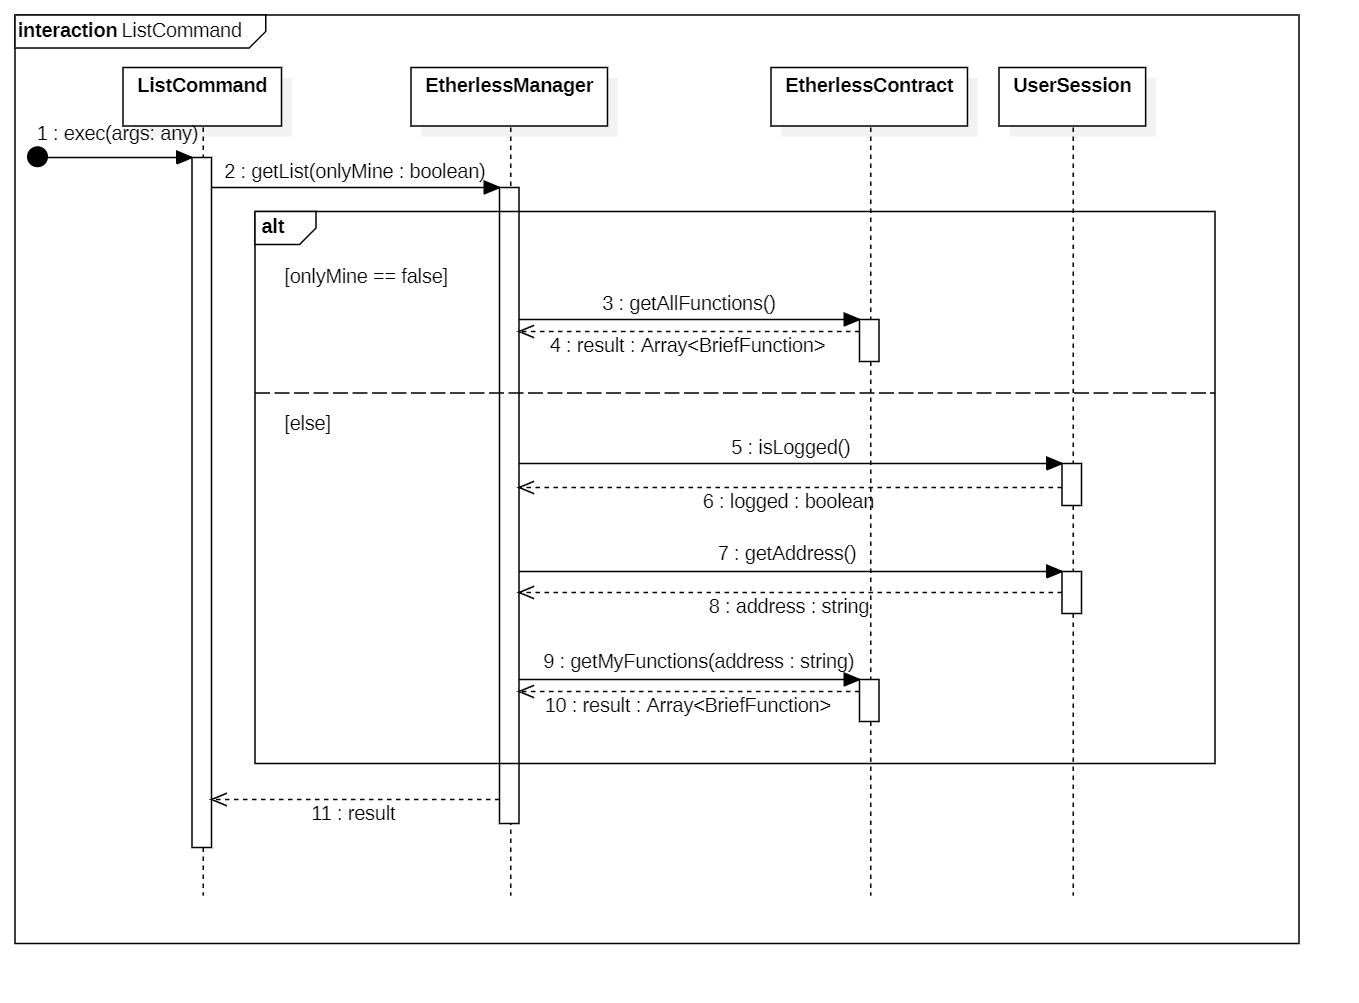 interaction ListCommand
ListCommand
EtherlessManager
EtherlessContract
UserSession
1 : exec(args: any)
2 : getList(onlyMine : boolean)
alt
[onlyMine == false]
3 : getAllFunctions()
4 : result : Array<BriefFunction>
[else]
5 : isLogged()
6 : logged : boolean
7 : getAddress()
8 : address : string
9 : getMyFunctions(address : string)
10 : result : Array<BriefFunction>
11 : result